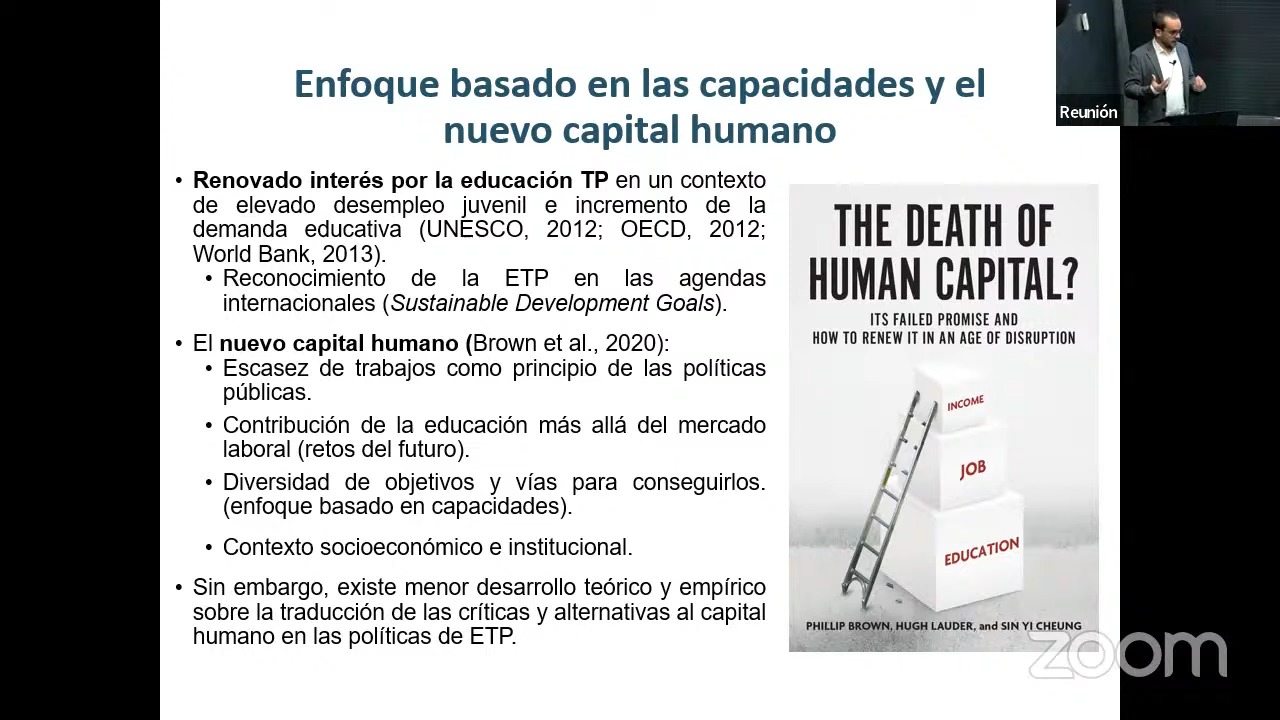 Enfoque basado en las capacidades y el
nuevo capital humano
Reunión
• Renovado interés por la educación TP en un contexto
de elevado desempleo juvenil e incremento de la
demanda educativa (UNESCO, 2012; OECD, 2012;
World Bank, 2013).
• Reconocimiento de la ETP en las agendas
internacionales (Sustainable Development Goals).
• El nuevo capital humano (Brown et al., 2020):
• Escasez de trabajos como principio de las políticas
públicas.
• Contribución de la educación más allá del mercado
laboral (retos del futuro).
• Diversidad de objetivos y vías para conseguirlos.
(enfoque basado en capacidades).
• Contexto socioeconómico e institucional.
• Sin embargo, existe menor desarrollo teórico y empírico
sobre la traducción de las críticas y alternativas al capital
humano en las políticas de ETP.
THE DEATH OF
HUMAN CAPITAL?
ITS FAILED PROMISE AND
HOW TO RENEW IT IN AN AGE OF DISRUPTION
INCOME
JOB
EDUCATION
PHILLIP BROWN, HUGH LAUDER, and SIN YI CHEUNG
zoom